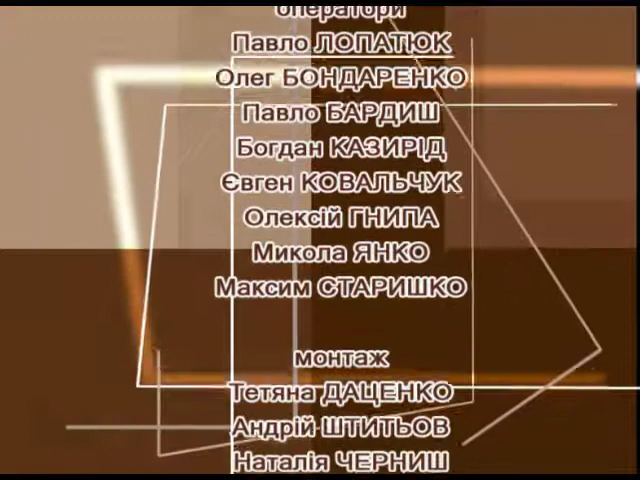 оператори
Павло ЛОПАТЮК
Олег БОНДАРЕНКО
Павло БАРДИШ
Богдан КАЗИРІД
Євген КОВАЛЬЧУК
Олексій ГНИПА
Микола ЯНКО
Максим СТАРИШКО
монтаж
Тетяна ДАЦЕНКО
Андрій ШТИТЬОВ
Наталія ЧЕРНИШ